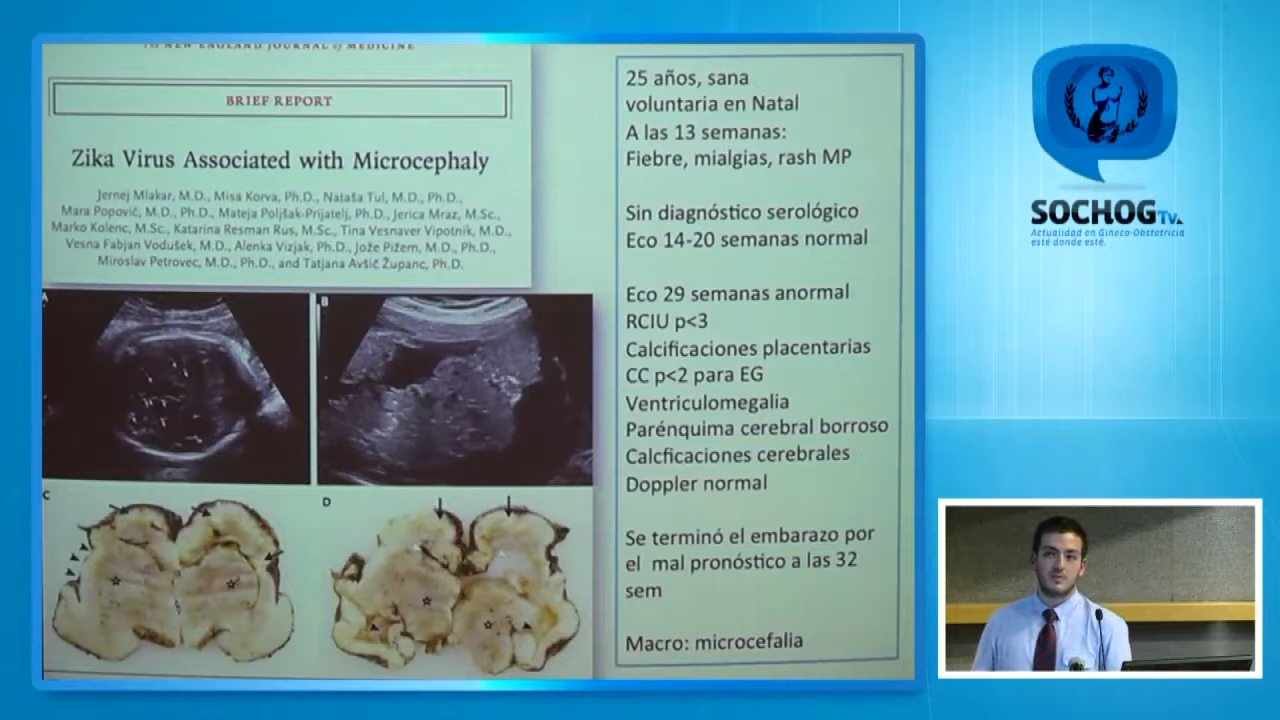 THE NEW ENGLAND JOURNAL of MEDICINE
BRIEF REPORT
Zika Virus Associated with Microcephaly
Jernej Mlakar, M.D., Misa Korva, Ph.D., Nataša Tul, M.D., Ph.D.,
Mara Popović, M.D., Ph.D., Mateja Poljšak-Prijatelj, Ph.D., Jerica Mraz, M.Sc.,
Marko Kolenc, M.Sc., Katarina Resman Rus, M.Sc., Tina Vesnaver Vipotnik, M.D.,
Vesna Fabjan Vodušek, M.D., Alenka Vizjak, Ph.D., Jože Pižem, M.D., Ph.D.,
Miroslav Petrovec, M.D., Ph.D., and Tatjana Avšič Županc, Ph.D.
A
B
C
D
25 años, sana
voluntaria en Natal
A las 13 semanas:
Fiebre, mialgias, rash MP
Sin diagnóstico serológico
Eco 14-20 semanas normal
Eco 29 semanas anormal
RCIU p<3
Calcificaciones placentarias
CC p<2 para EG
Ventriculomegalia
Parénquima cerebral borroso
Calcficaciones cerebrales
Doppler normal
Se terminó el embarazo por
el mal pronóstico a las 32
sem
Macro: microcefalia
SOCHOG Tv.
Actualidad en Gineco-Obstetricia
esté donde esté.